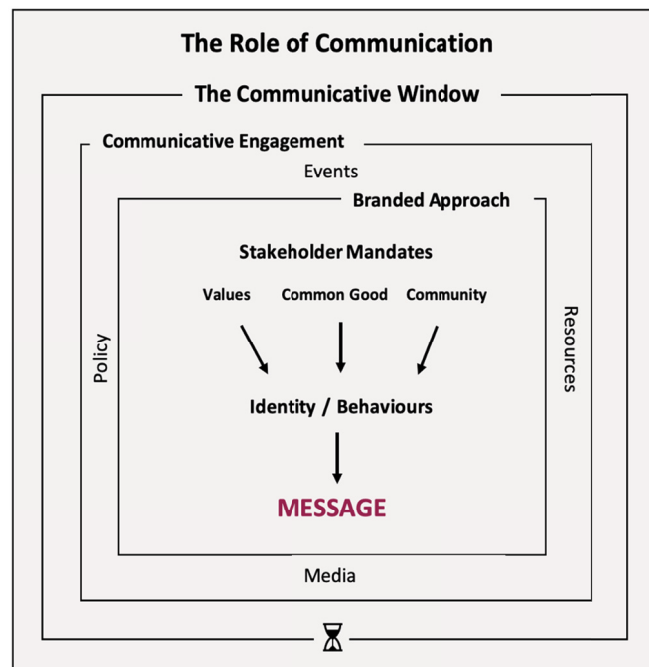 The Role of Communication
The Communicative Window
Communicative Engagement
Events
Branded Approach
Stakeholder Mandates
Values Common Good Community
Policy
Resources
Identity / Behaviours
MESSAGE
Media